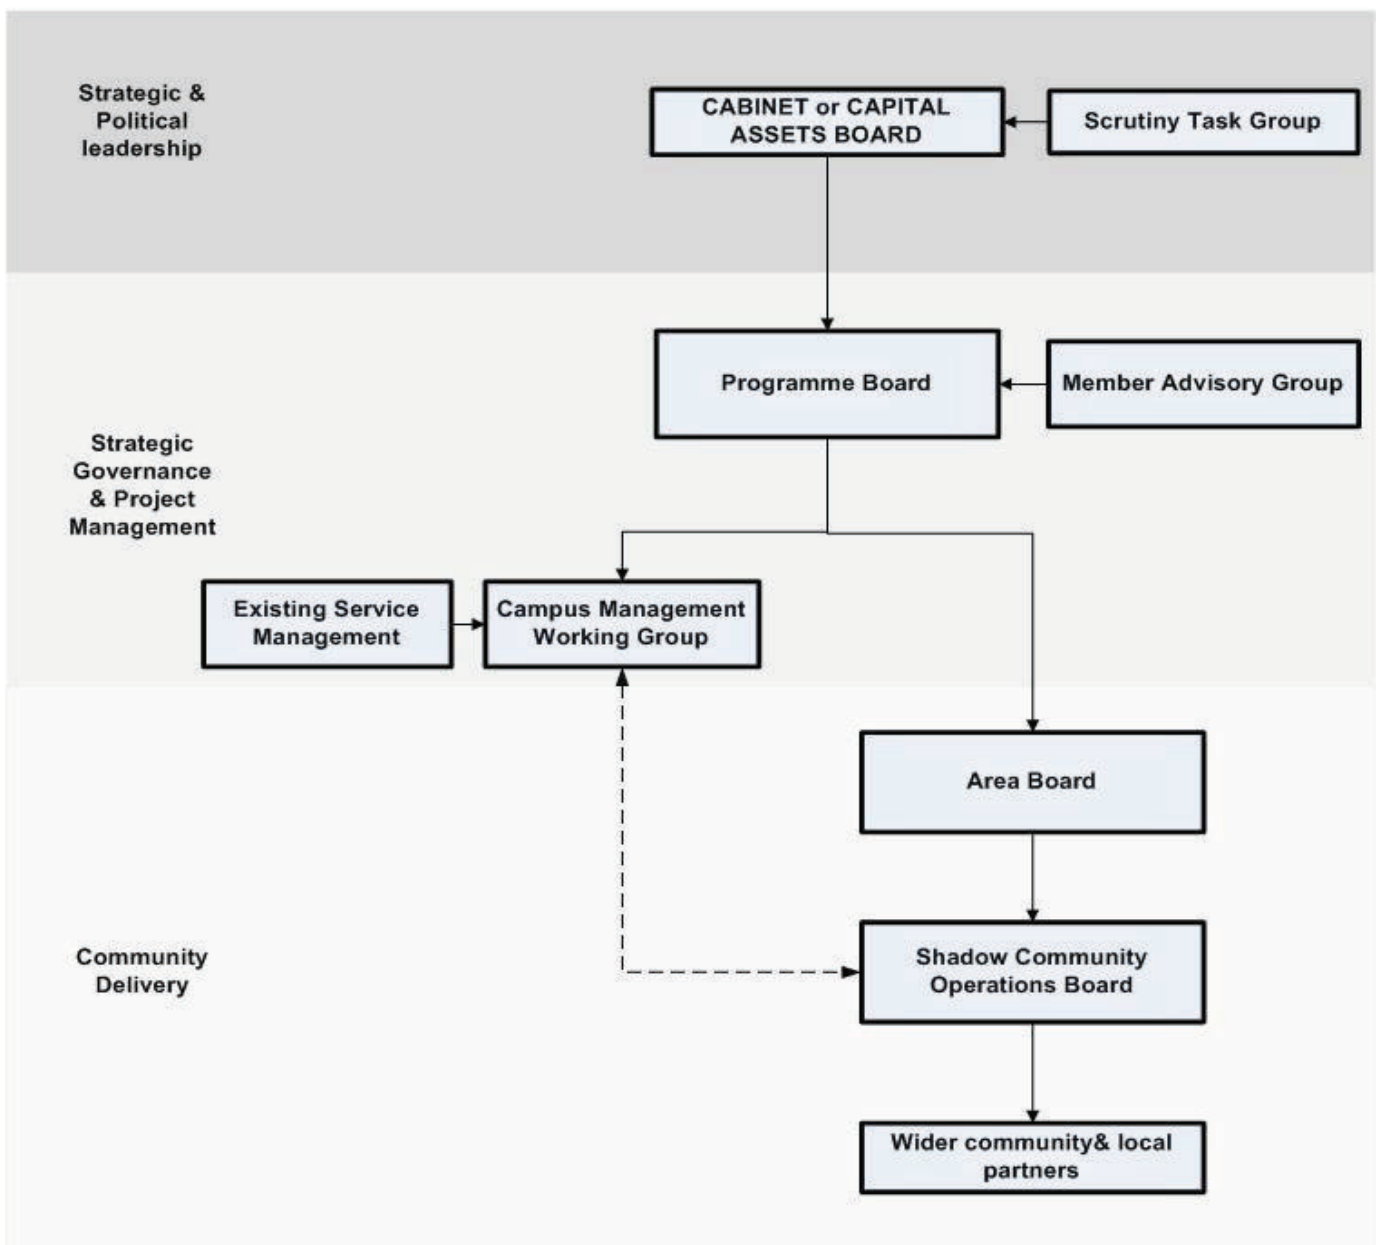 Strategic &
Political
leadership
CABINET or CAPITAL
ASSETS BOARD
Scrutiny Task Group
Programme Board
Member Advisory Group
Strategic
Governance
& Project
Management
Existing Service
Management
Campus Management
Working Group
Area Board
Community
Delivery
Shadow Community
Operations Board
Wider community& local
partners